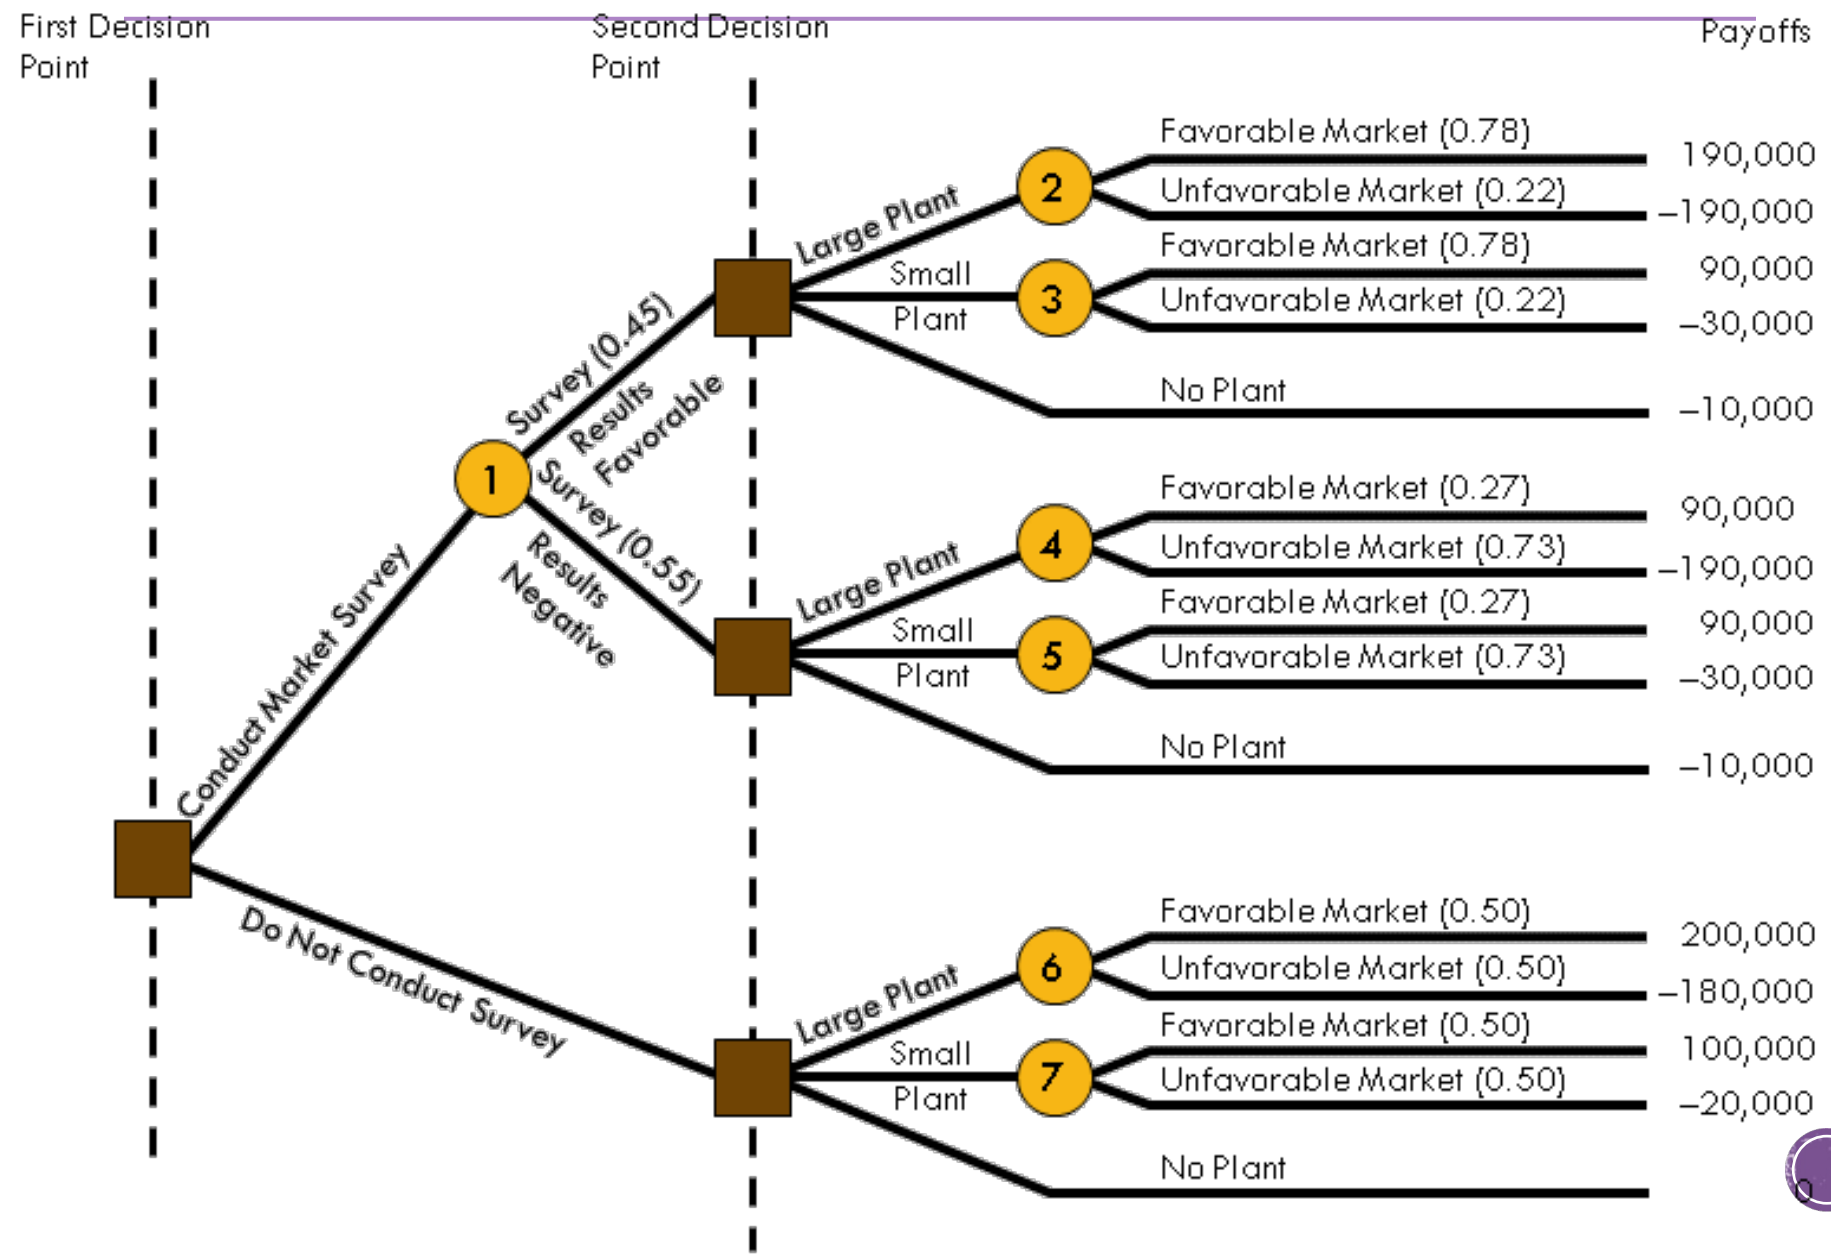 First Decision
Point
Second Decision
Point
Payoffs
Favorable Market (0.78)
190,000
2
Unfavorable Market (0.22)
–190,000
Large Plant
Favorable Market (0.78)
90,000
Small
3
Unfavorable Market (0.22)
–30,000
Plant
Survey (0.45)
Results
Favorable
No Plant
–10,000
1
Survey (0.55)
Results
Negative
Favorable Market (0.27)
90,000
4
Unfavorable Market (0.73)
–190,000
Large Plant
Favorable Market (0.27)
90,000
Small
5
Unfavorable Market (0.73)
–30,000
Plant
No Plant
–10,000
Conduct Market Survey
Do Not Conduct Survey
Favorable Market (0.50)
200,000
6
Unfavorable Market (0.50)
–180,000
Large Plant
Favorable Market (0.50)
100,000
Small
7
Unfavorable Market (0.50)
–20,000
Plant
No Plant
0